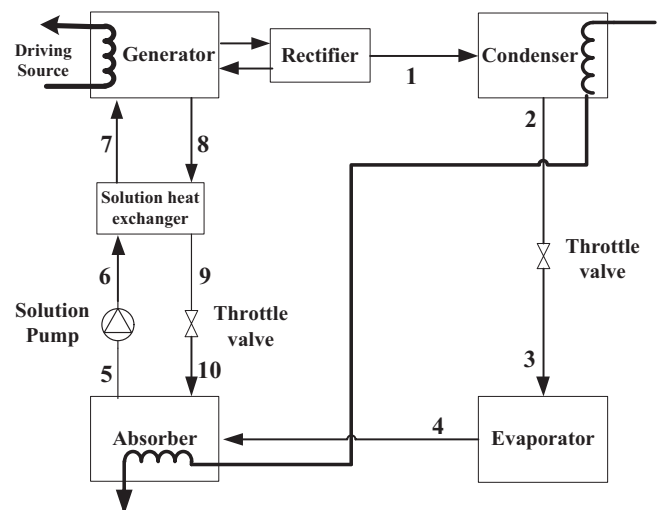 Driving
Source
Generator
Rectifier
Condenser
1
2
7
8
Solution heat
exchanger
6
9
Throttle
valve
Solution
Pump
Throttle
valve
5
10
3
Absorber
4
Evaporator